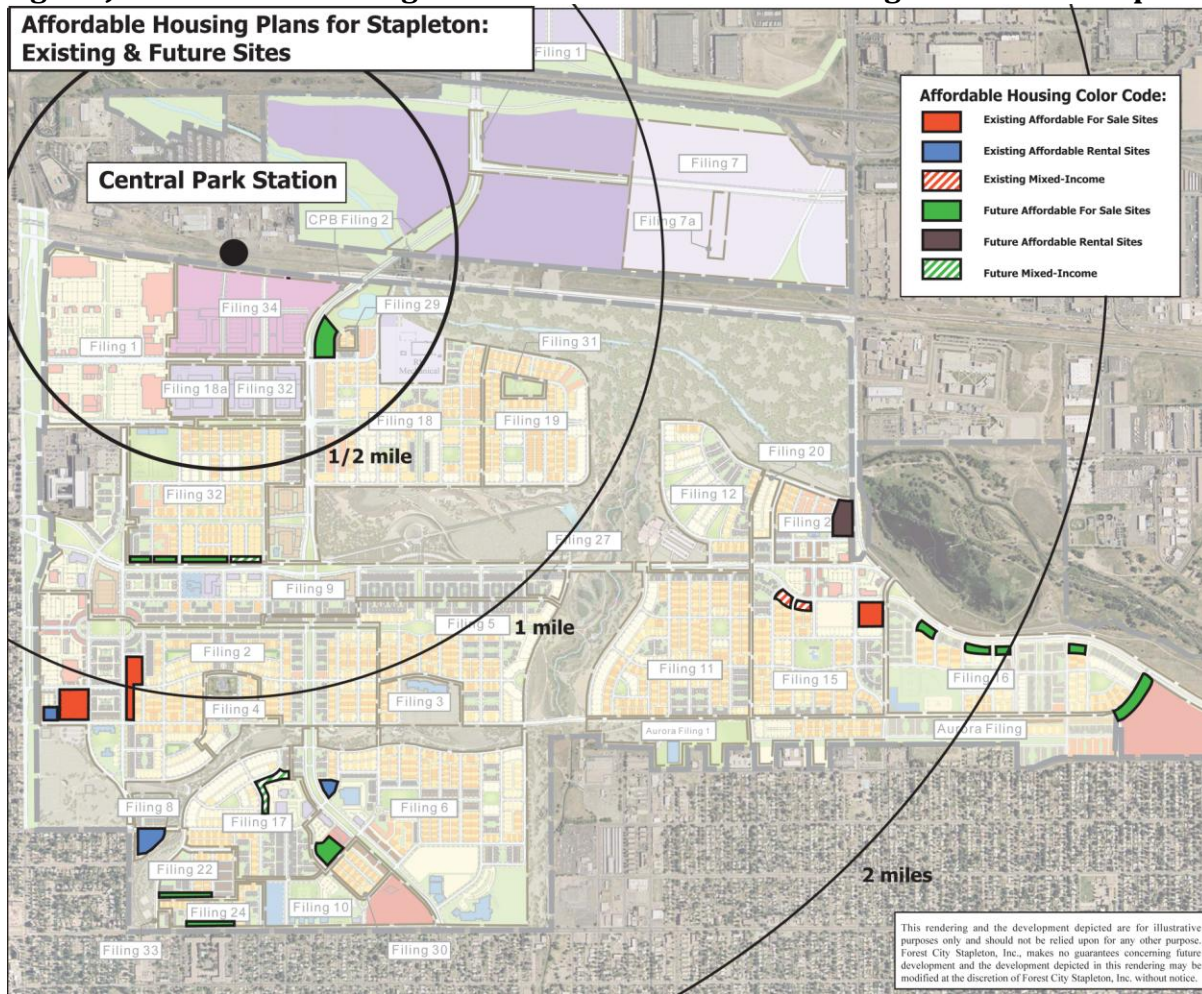 Affordable Housing Plans for Stapleton:
Existing & Future Sites
Filing 1
Affordable Housing Color Code:
Existing Affordable For Sale Sites
Existing Affordable Rental Sites
Existing Mixed-Income
Future Affordable For Sale Sites
Future Affordable Rental Sites
Future Mixed-Income
Filing 7
Central Park Station
CPB Filing 2
Filing 7a
Filing 29
Filing 34
Filing 1
Filing 31
Mechanical
Filing 18a
Filing 32
Filing 18
Filing 19
1/2 mile
Filing 20
Filing 32
Filing 12
Filing 2
Filing 27
Filing 9
Filing 5
1 mile
Filing 2
Filing 11
Filing 15
Filing 16
Filing 4
Filing 3
Aurora Filing 1
Aurora Filing
Filing 8
Filing 6
Filing 17
Filing 22
2 miles
Filing 24
Filing 10
Filing 33
Filing 30
This rendering and the development depicted are for illustrative
purposes only and should not be relied upon for any other purpose.
Forest City Stapleton, Inc., makes no guarantees concerning future
development and the development depicted in this rendering may be
modified at the discretion of Forest City Stapleton, Inc. without notice.